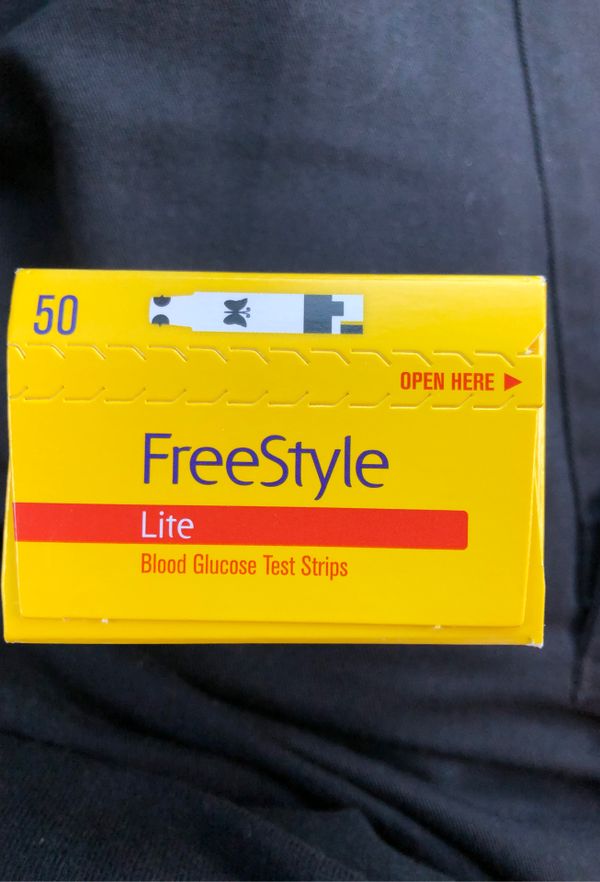 50
OPEN HERE
FreeStyle
Lite
Blood Glucose Test Strips